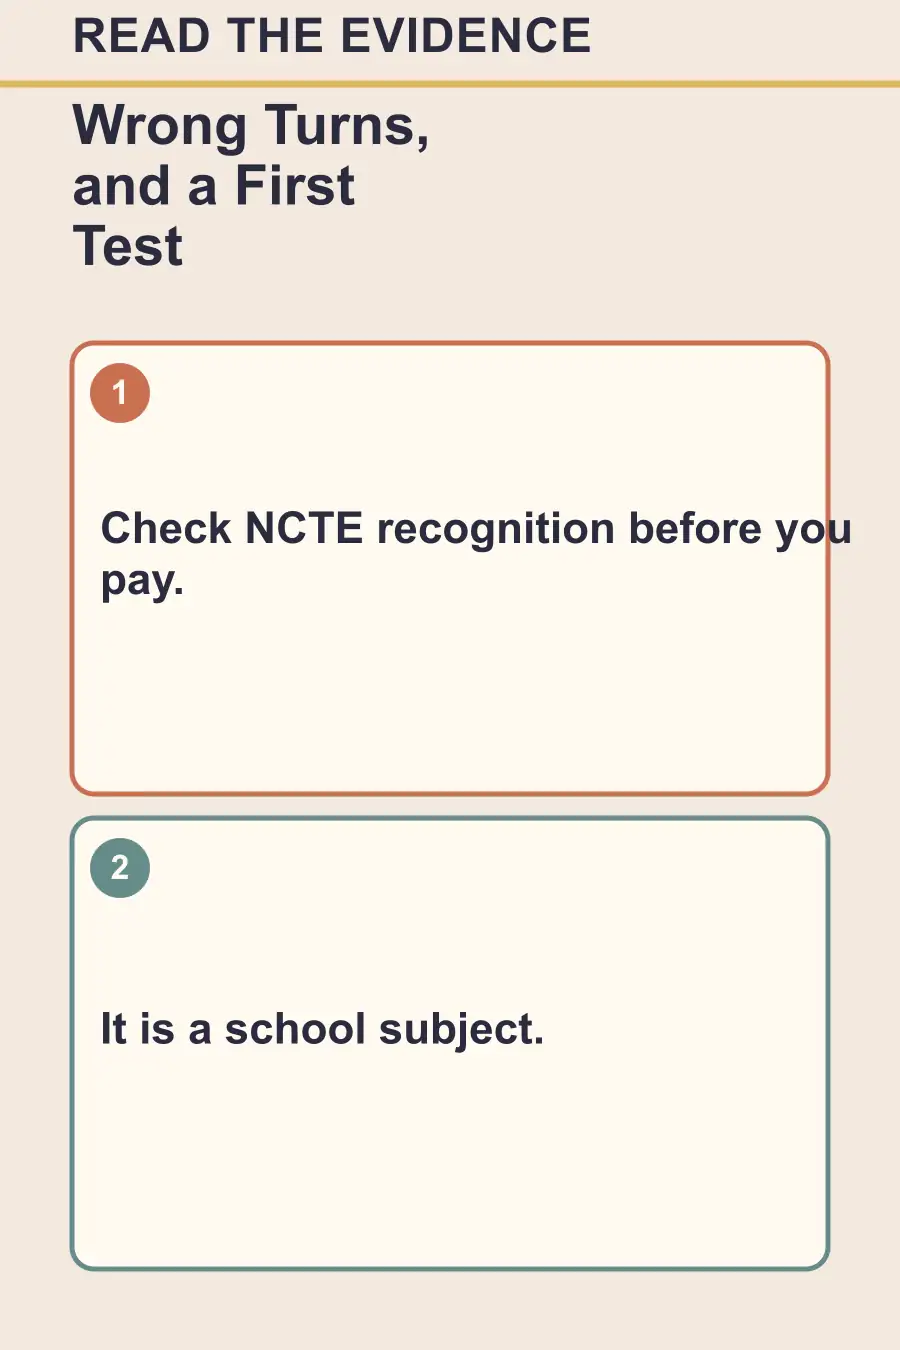 READ THE EVIDENCE
Wrong Turns,
and a First
Test
1
Check NCTE recognition before you
pay.
2
It is a school subject.